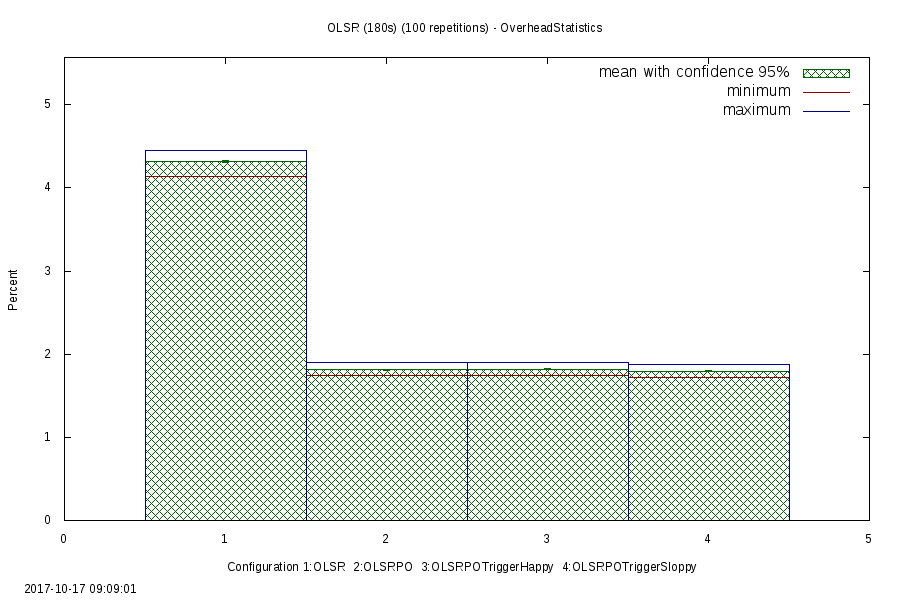 OLSR (180s) (100 repetitions) - OverheadStatistics
mean with confidence 95%
minimum
maximum
Percent
5
4
3
2
1
0
0 1 2 3 4 5
Configuration 1:OLSR 2:OLSRPO 3:OLSRPOTriggerHappy 4:OLSRPOTriggerSloppy
2017-10-17 09:09:01